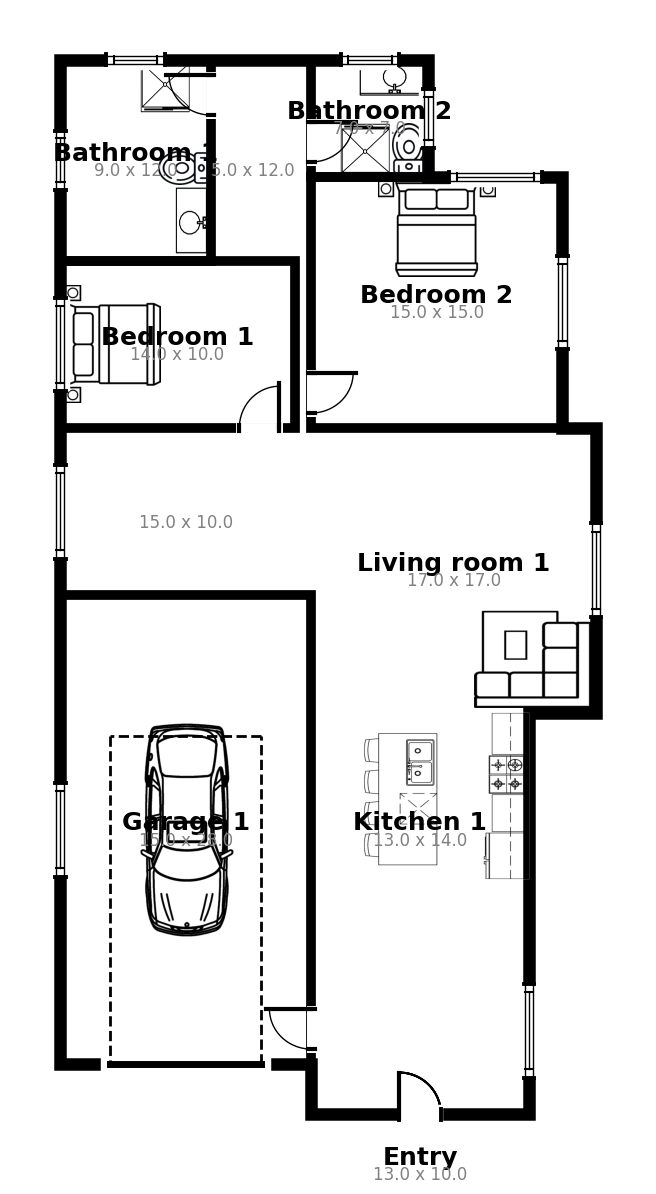 Bathroom 2
7.0 x 7.0
Bathroom 1
9.0 x 12.0
5.0 x 12.0
Bedroom 2
15.0 x 15.0
Bedroom 1
14.0 x 10.0
15.0 x 10.0
Living room 1
17.0 x 17.0
Garage 1
15.0 x 28.0
Kitchen 1
13.0 x 14.0
Entry
13.0 x 10.0